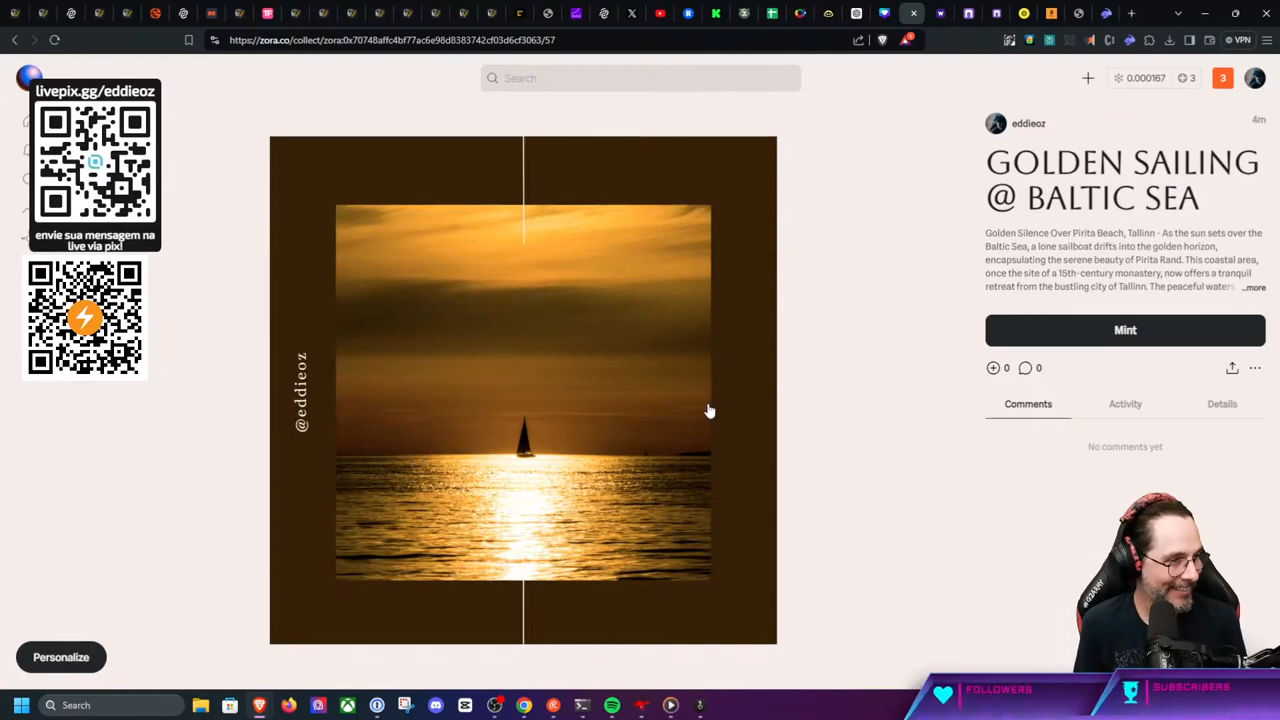 https://zora.co/collect/zora:0x70748affc4bf77ac6e98d8383742cf03d6cf3063/57
VPN
Search
0.000167
3
3
livepix.gg/eddieoz
envie sua mensagem na
live via pix!
@eddieoz
eddieoz
4m
GOLDEN SAILING
@ BALTIC SEA
Golden Silence Over Pirita Beach, Tallinn - As the sun sets over the
Baltic Sea, a lone sailboat drifts into the golden horizon,
encapsulating the serene beauty of Pirita Rand. This coastal area,
once the site of a 15th-century monastery, now offers a tranquil
retreat from the bustling city of Tallinn. The peaceful waters
...more
Mint
0
0
Comments
Activity
Details
No comments yet
Personalize
FOLLOWERS
SUBSCRIBERS
Search